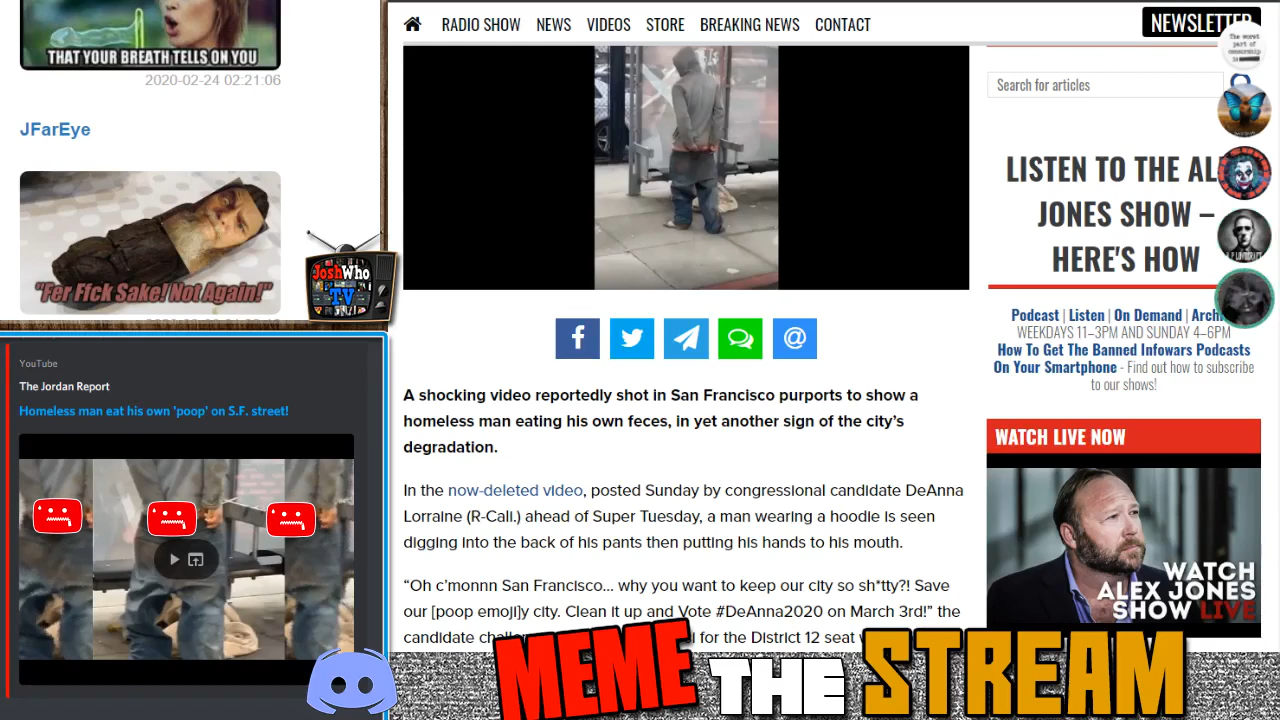 THAT YOUR BREATH TELLS ON YOU
2020-02-24 02:21:06
JFarEye
"Fer Ffck Sake! Not Again!"
JoshWho
TV
YouTube
The Jordan Report
Homeless man eat his own 'poop' on S.F. street!
RADIO SHOW NEWS VIDEOS STORE BREAKING NEWS CONTACT
NEWSLETTER
A shocking video reportedly shot in San Francisco purports to show a
homeless man eating his own feces, in yet another sign of the city's
degradation.
In the now-deleted video, posted Sunday by congressional candidate DeAnna
Lorraine (R-Call.) ahead of Super Tuesday, a man wearing a hoodie is seen
digging into the back of his pants then putting his hands to his mouth.
"Oh c'monnn San Francisco… why you want to keep our city so sh*tty?! Save
our [poop emoji]y city. Clean it up and Vote #DeAnna2020 on March 3rd!" the
candidate for the District 12 seat
The worst
part of
censorship
is
Search for articles
LISTEN TO THE AL
JONES SHOW –
HERE'S HOW
Podcast | Listen | On Demand | Arch
WEEKDAYS 11–3PM AND SUNDAY 4–6PM
How To Get The Banned Infowars Podcasts
On Your Smartphone - Find out how to subscribe
to our shows!
WATCH LIVE NOW
WATCH
ALEX JONES
SHOW LIVE
MEME THE STREAM